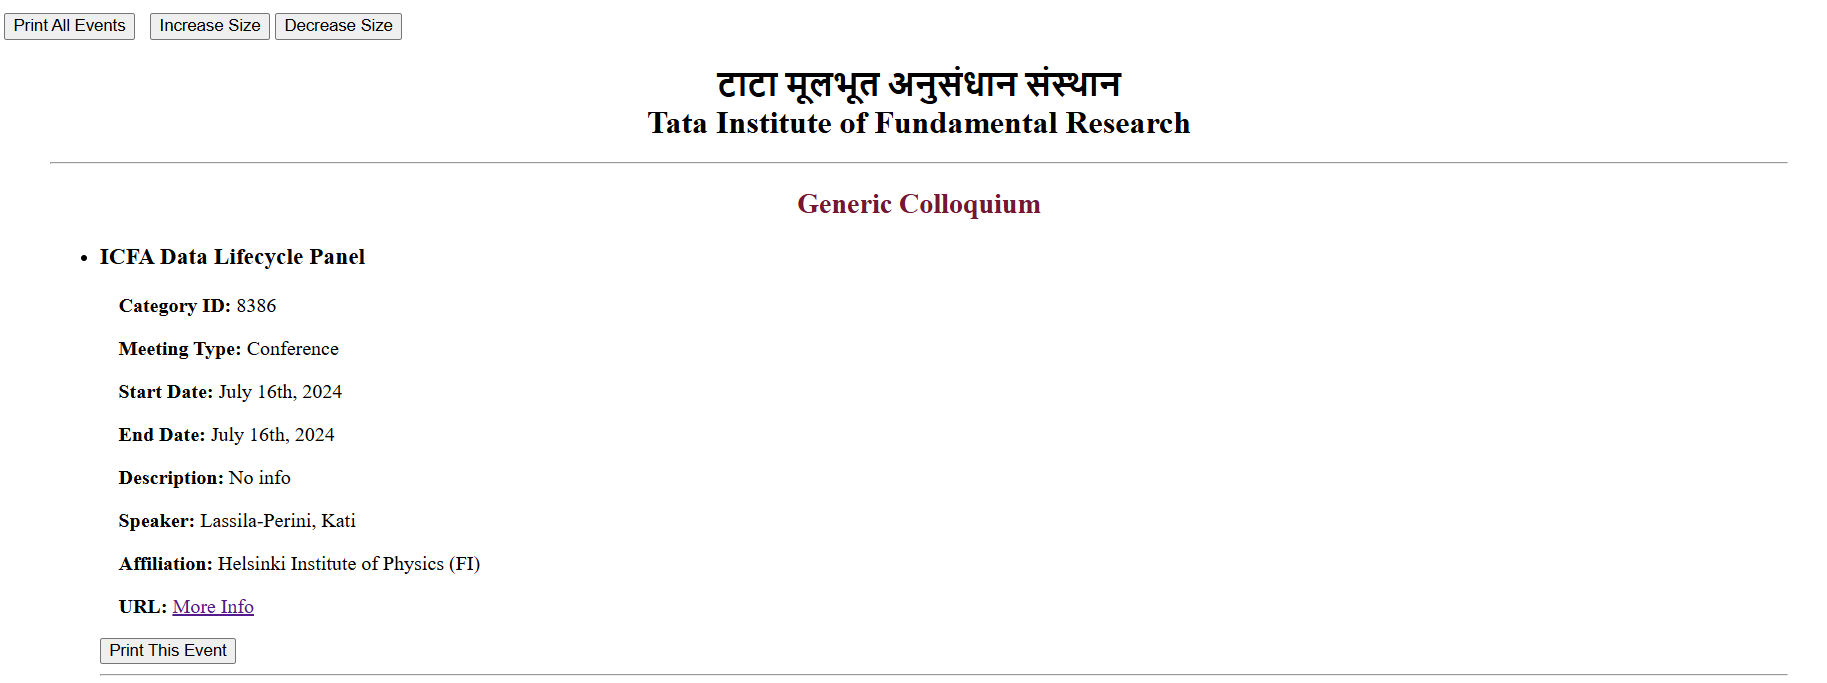 Print All Events Increase Size Decrease Size
टाटा मूलभूत अनुसंधान संस्थान
Tata Institute of Fundamental Research
Generic Colloquium
• ICFA Data Lifecycle Panel
Category ID: 8386
Meeting Type: Conference
Start Date: July 16th, 2024
End Date: July 16th, 2024
Description: No info
Speaker: Lassila-Perini, Kati
Affiliation: Helsinki Institute of Physics (FI)
URL: More Info
Print This Event